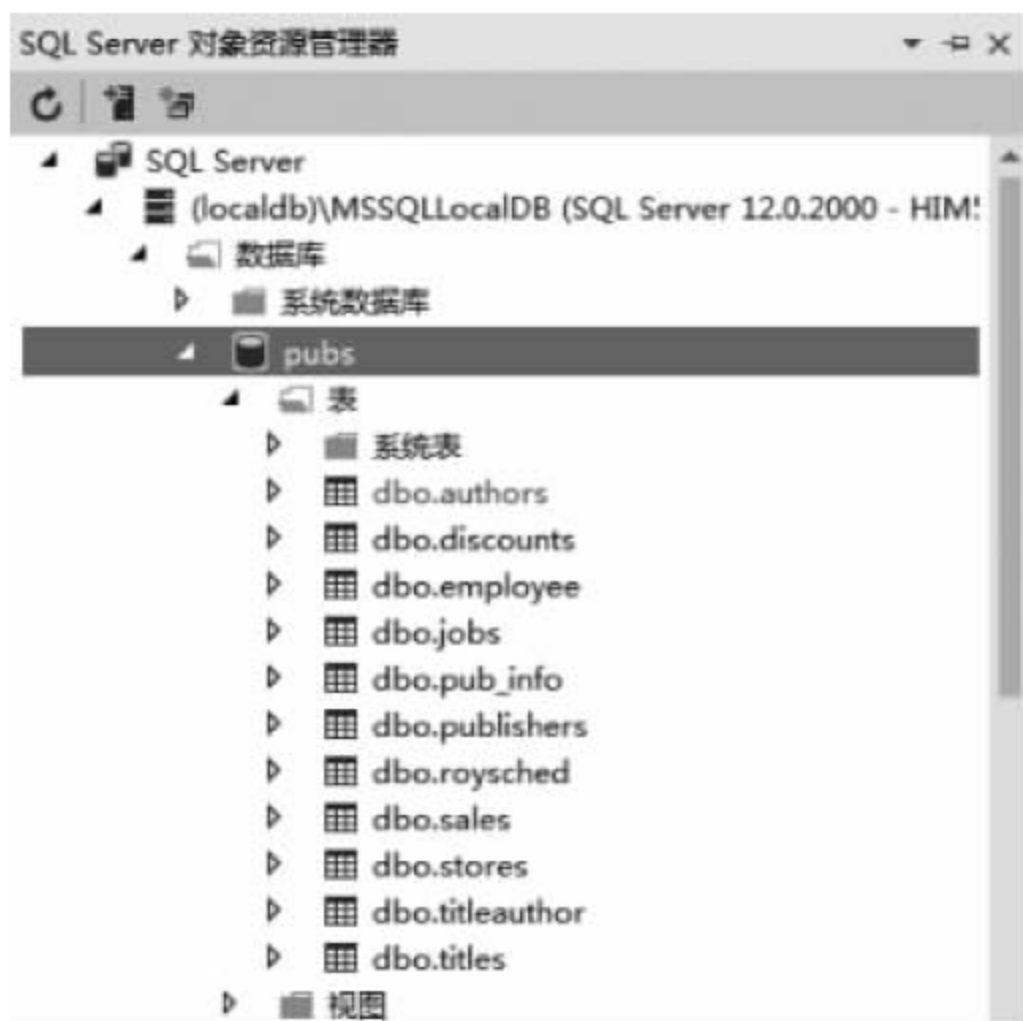 SQL Server 对象资源管理器
SQL Server
(localdb)\MSSQLLocalDB (SQL Server 12.0.2000 - HIM
数据库
系统数据库
pubs
表
系统表
dbo.authors
dbo.discounts
dbo.employee
dbo.jobs
dbo.pub_info
dbo.publishers
dbo.roysched
dbo.sales
dbo.stores
dbo.titleauthor
dbo.titles
视图